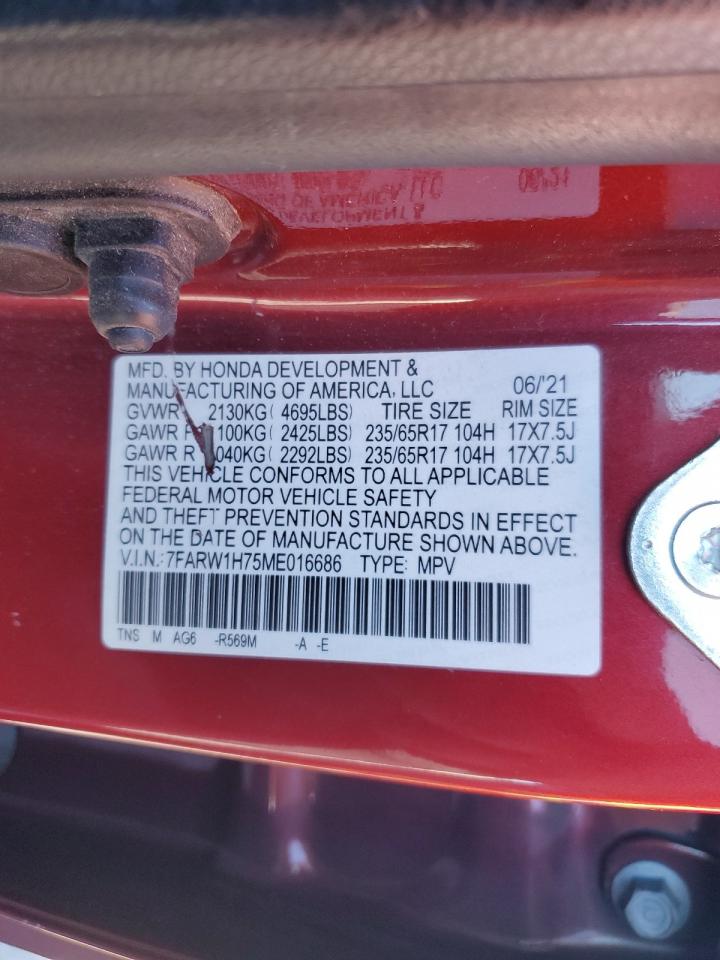 MFD. BY HONDA DEVELOPMENT &
MANUFACTURING OF AMERICA, LLC 06/'21
GVWR 2130KG( 4695LBS) TIRE SIZE RIM SIZE
GAWR F 100KG( 2425LBS) 235/65R17 104H 17X7.5J
GAWR R 040KG( 2292LBS) 235/65R17 104H 17X7.5J
THIS VEHICLE CONFORMS TO ALL APPLICABLE
FEDERAL MOTOR VEHICLE SAFETY
AND THEFT PREVENTION STANDARDS IN EFFECT
ON THE DATE OF MANUFACTURE SHOWN ABOVE.
V.I.N.: 7FARW1H75ME016686 TYPE: MPV
TNS M AG6 -R569M -A -E